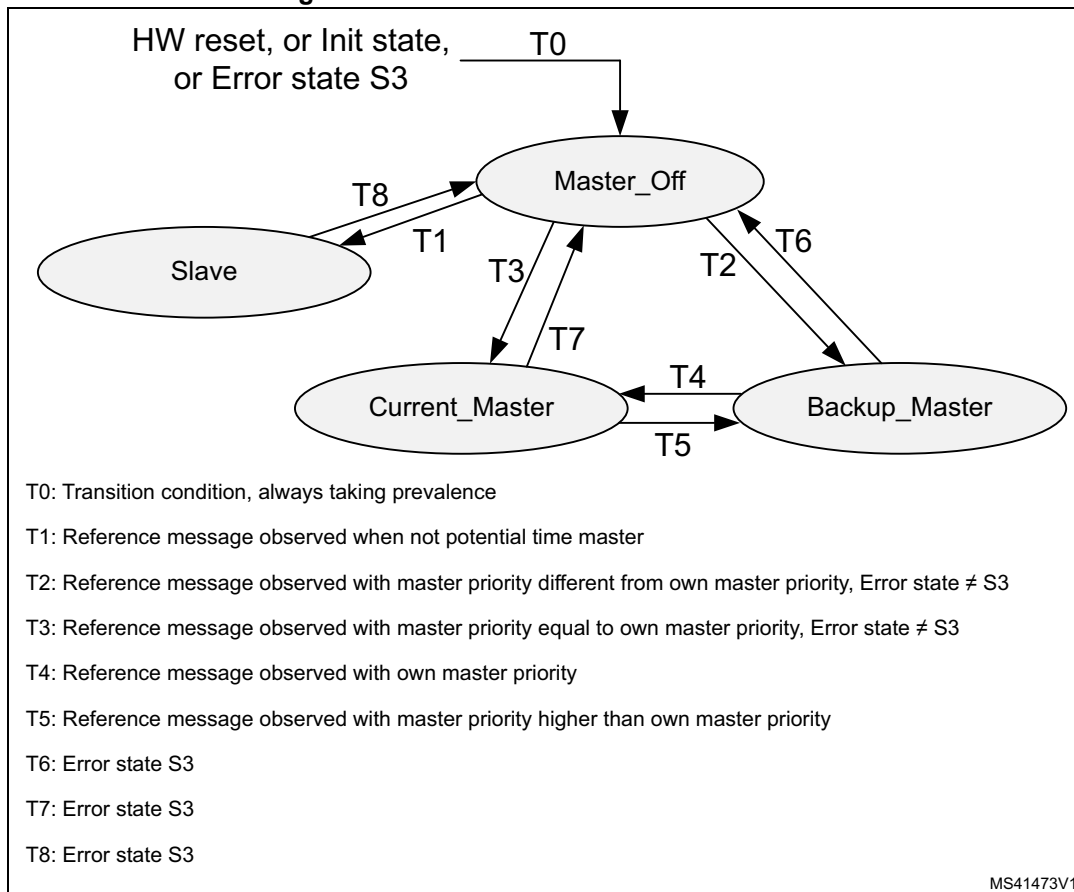 HW reset, or Init state,
or Error state S3
T0
Master_Off
T8
T1
T6
T2
T3
Slave
T7
T4
Current_Master
Backup_Master
T5
T0: Transition condition, always taking prevalence
T1: Reference message observed when not potential time master
T2: Reference message observed with master priority different from own master priority, Error state ≠ S3
T3: Reference message observed with master priority equal to own master priority, Error state ≠ S3
T4: Reference message observed with own master priority
T5: Reference message observed with master priority higher than own master priority
T6: Error state S3
T7: Error state S3
T8: Error state S3
MS41473V1